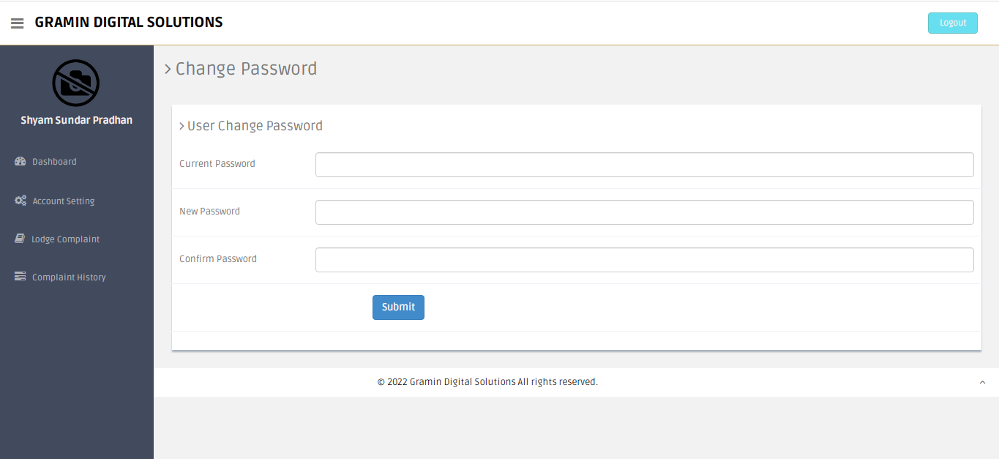 GRAMIN DIGITAL SOLUTIONS
Logout
Shyam Sundar Pradhan
Dashboard
Account Setting
Lodge Complaint
Complaint History
Change Password
User Change Password
Current Password
New Password
Confirm Password
Submit
© 2022 Gramin Digital Solutions All rights reserved.